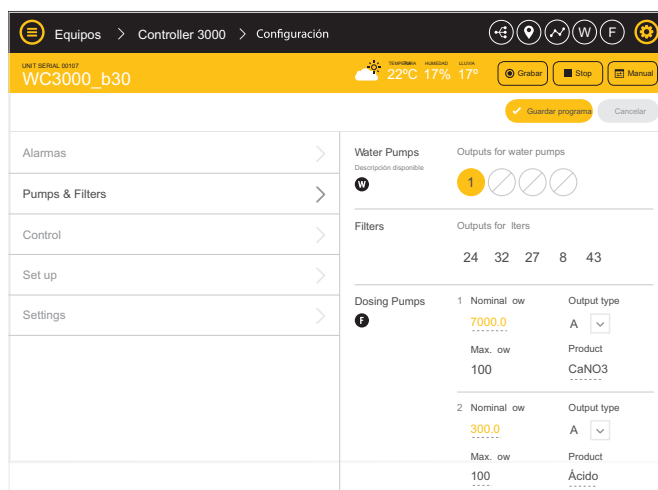 Equipos > Controller 3000 > Configuración
W F
UNIT SERIAL 00107
WC3000_b30
HUMEDAD LLUVIA
22ºC 17% 17º
Grabar Stop Manual
Guardar programa Cancelar
Alarmas
Pumps & Filters
Control
Set up
Settings
Water Pumps Outputs for water pumps
Descripción disponible
W
1
Filters Outputs for lters
24 32 27 8 43
Dosing Pumps 1 Nominal ow Output type
F 7000.0 A
Max. ow Product
100 CaNO3
2 Nominal ow Output type
300.0 A
Max. ow Product
100 Ácido